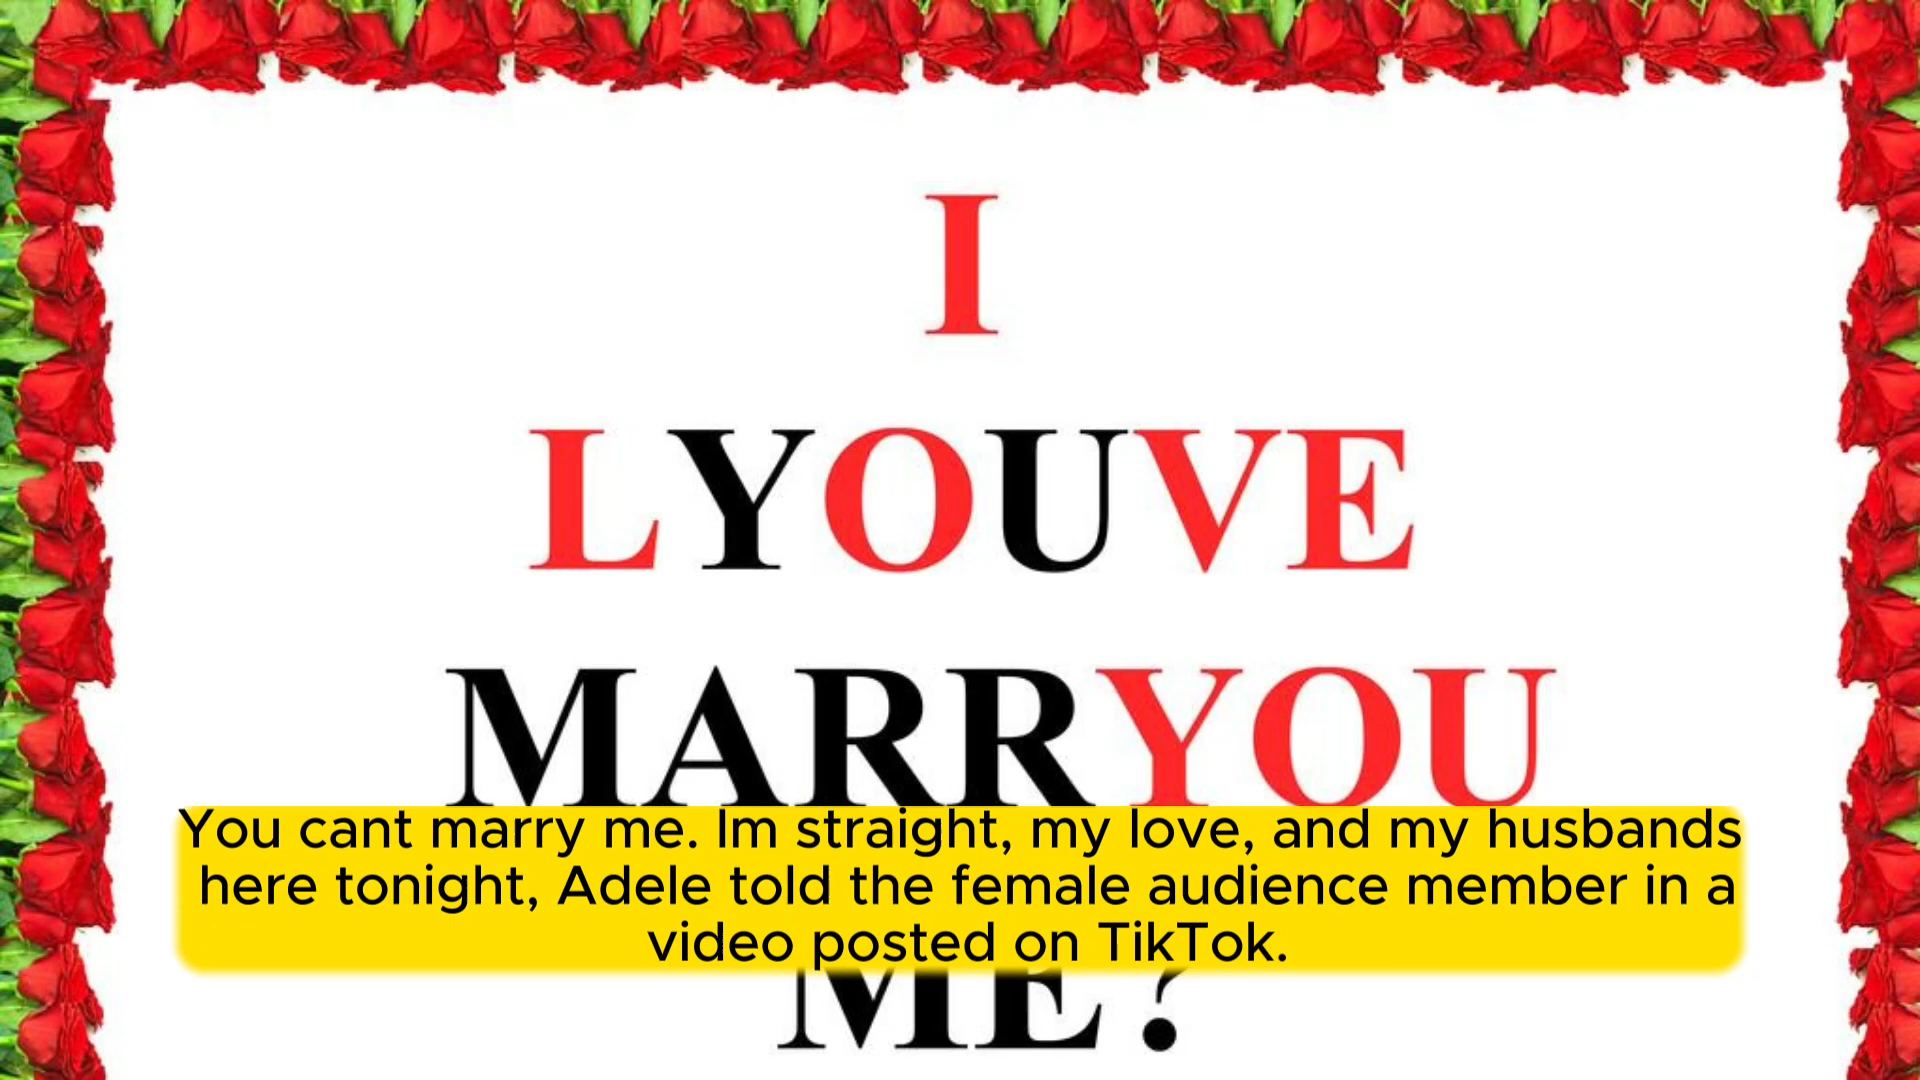 I
LYOUVE
MARRYOU
You cant marry me. Im straight, my love, and my husbands
here tonight, Adele told the female audience member in a
video posted on TikTok.
ME?